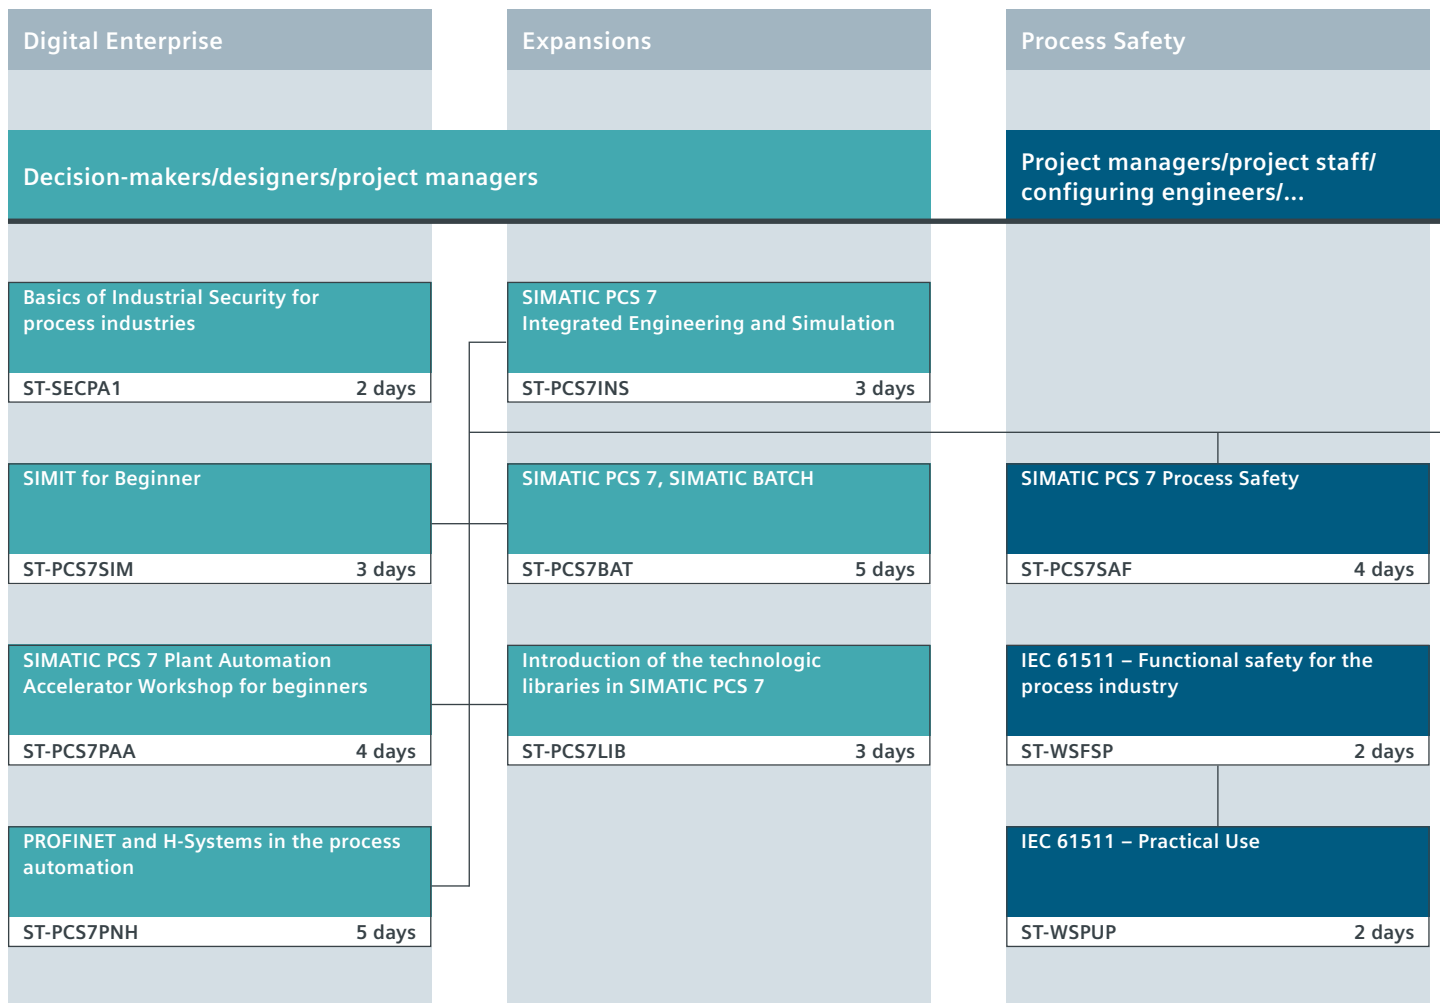 Digital Enterprise
Expansions
Process Safety
Decision-makers/designers/project managers
Project managers/project staff/
configuring engineers/...
Basics of Industrial Security for
process industries
ST-SECPA1 2 days
SIMIT for Beginner
ST-PCS7SIM 3 days
SIMATIC PCS 7 Plant Automation
Accelerator Workshop for beginners
ST-PCS7PAA 4 days
PROFINET and H-Systems in the process
automation
ST-PCS7PNH 5 days
SIMATIC PCS 7
Integrated Engineering and Simulation
ST-PCS7INS 3 days
SIMATIC PCS 7, SIMATIC BATCH
ST-PCS7BAT 5 days
Introduction of the technologic
libraries in SIMATIC PCS 7
ST-PCS7LIB 3 days
SIMATIC PCS 7 Process Safety
ST-PCS7SAF 4 days
IEC 61511 – Functional safety for the
process industry
ST-WSFSP 2 days
IEC 61511 – Practical Use
ST-WSPUP 2 days